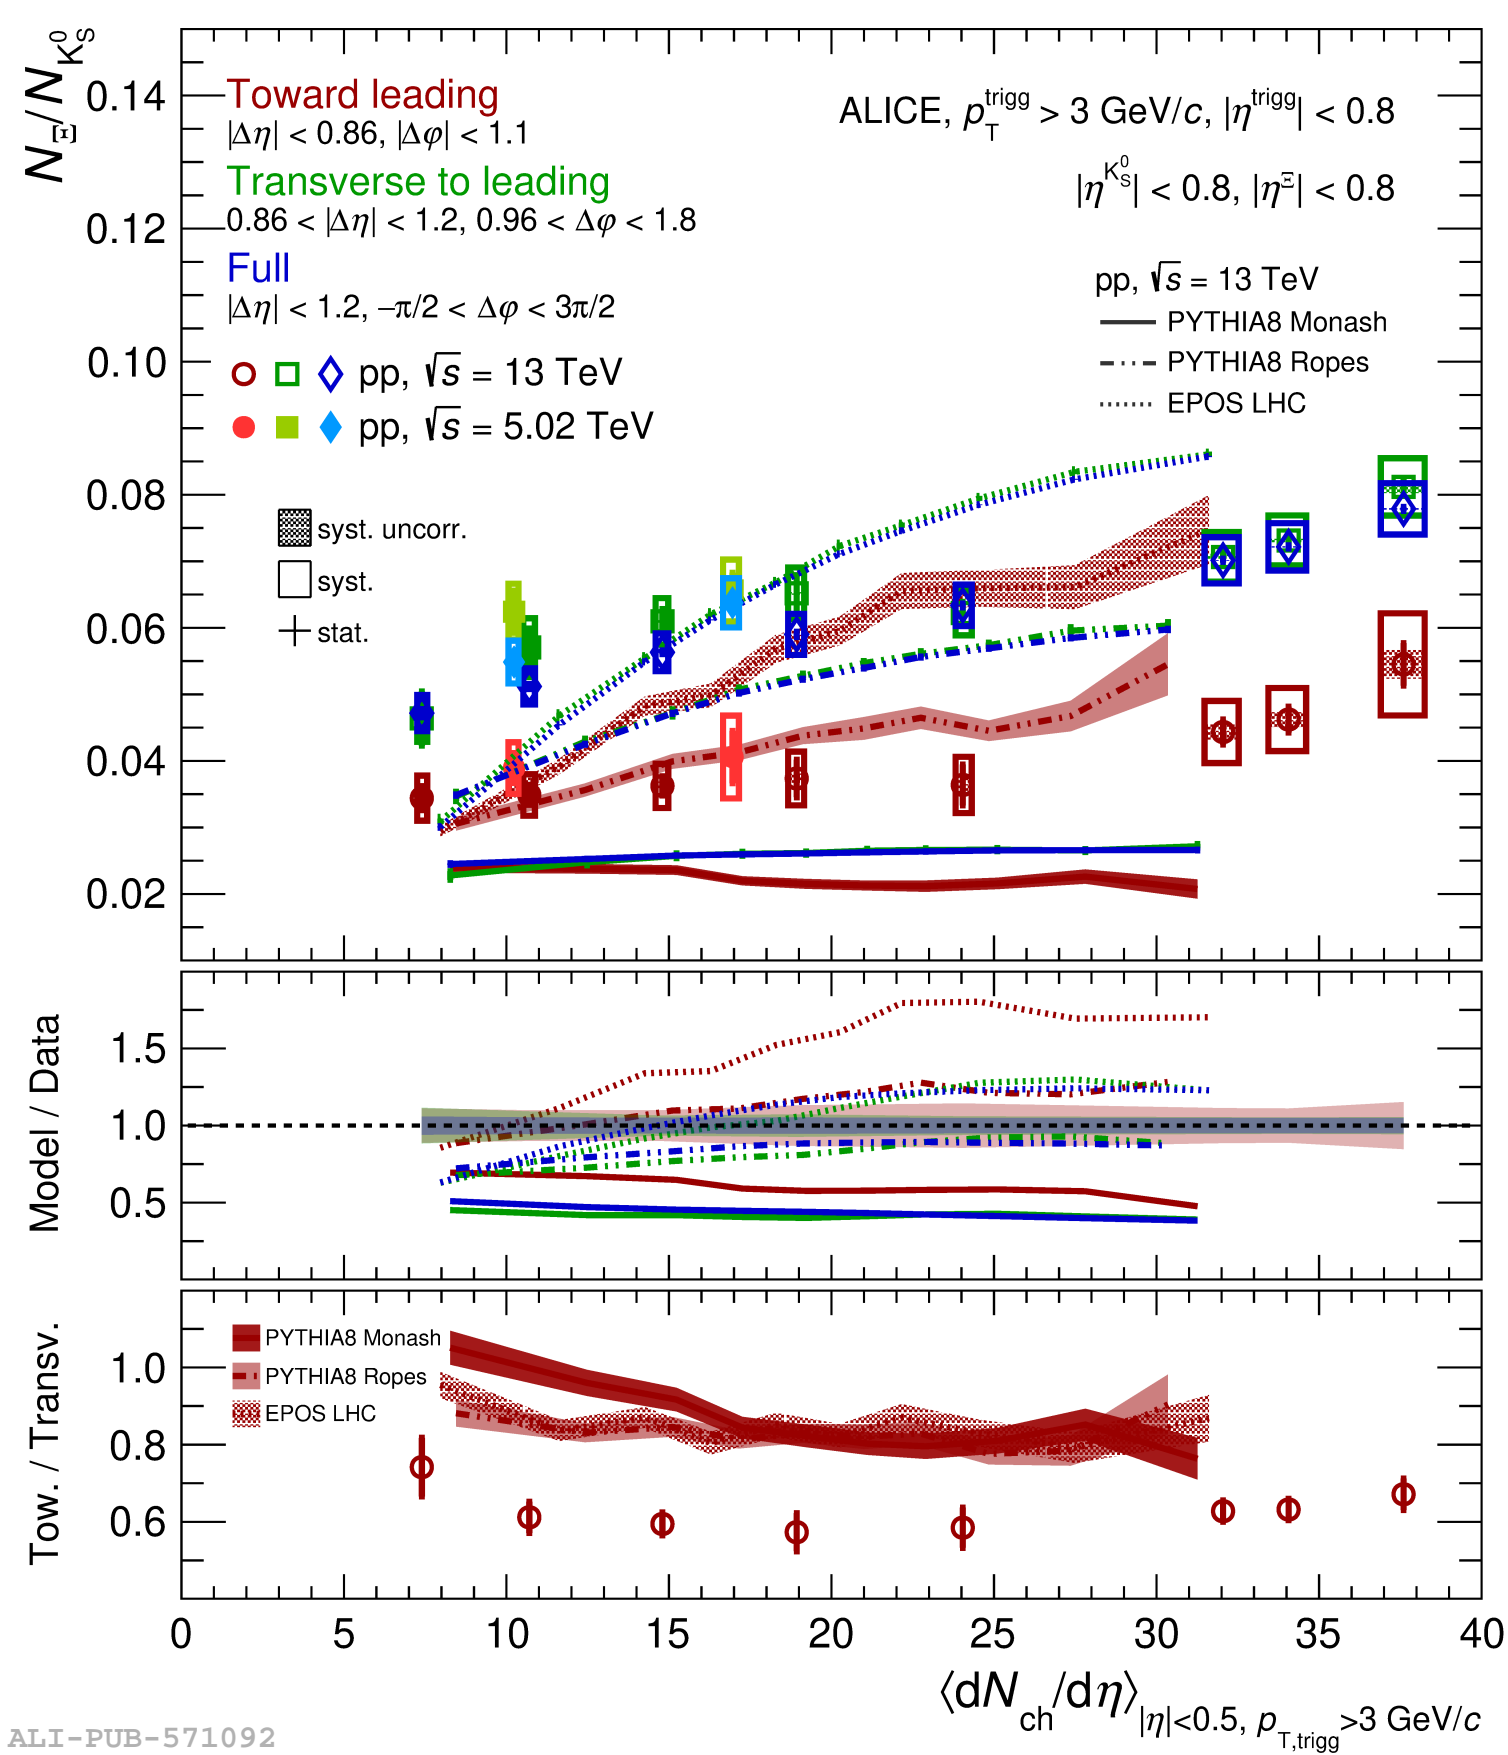 N_Ξ/N_{K^0_S}
0.14
0.12
0.10
0.08
0.06
0.04
0.02
Toward leading
|Δη| < 0.86, |Δφ| < 1.1
Transverse to leading
0.86 < |Δη| < 1.2, 0.96 < Δφ < 1.8
Full
|Δη| < 1.2, –π/2 < Δφ < 3π/2
pp, √s = 13 TeV
pp, √s = 5.02 TeV
syst. uncorr.
syst.
stat.
ALICE, p_T^trigg > 3 GeV/c, |η^trigg| < 0.8
|η^{K^0_S}| < 0.8, |η^Ξ| < 0.8
pp, √s = 13 TeV
PYTHIA8 Monash
PYTHIA8 Ropes
EPOS LHC
Model / Data
1.5
1.0
0.5
Tow. / Transv.
1.0
0.8
0.6
PYTHIA8 Monash
PYTHIA8 Ropes
EPOS LHC
0 5 10 15 20 25 30 35 40
⟨dN_ch/dη⟩_{|η|<0.5, p_{T,trigg}>3 GeV/c}
ALI-PUB-571092